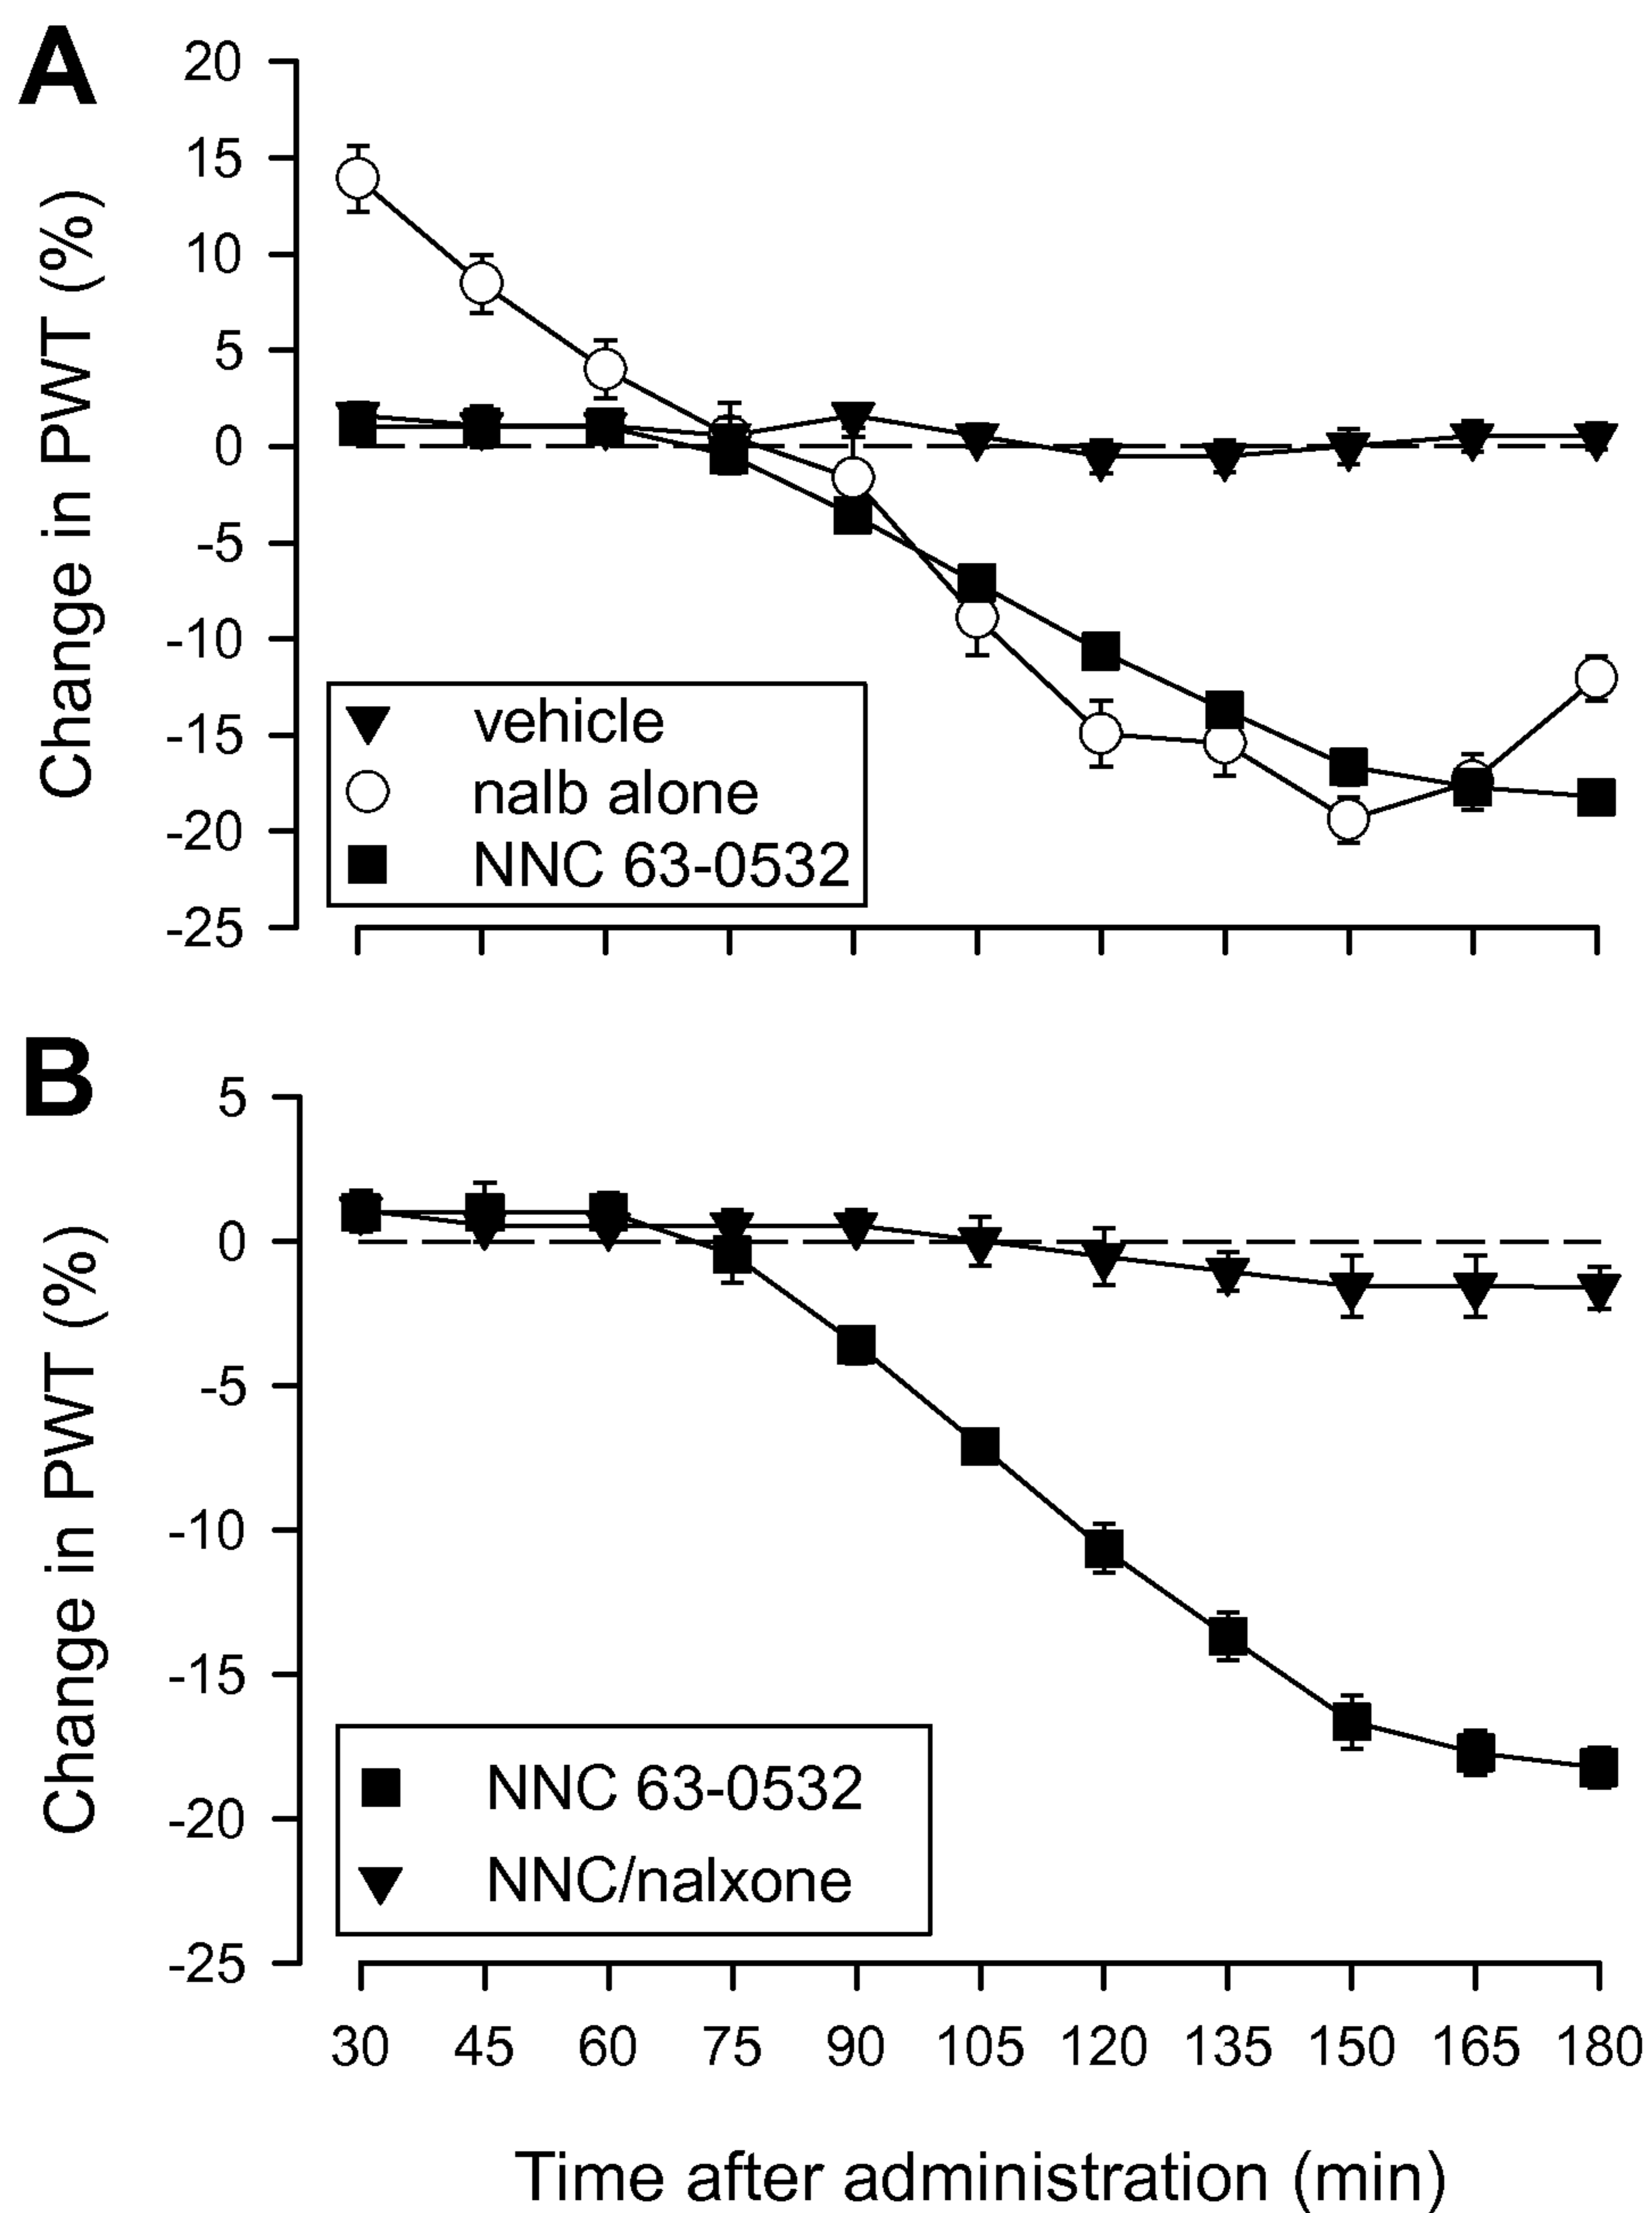 A
Change in PWT (%)
20
15
10
5
0
-5
-10
-15
-20
-25
vehicle
nalb alone
NNC 63-0532
B
Change in PWT (%)
5
0
-5
-10
-15
-20
-25
NNC 63-0532
NNC/nalxone
30 45 60 75 90 105 120 135 150 165 180
Time after administration (min)